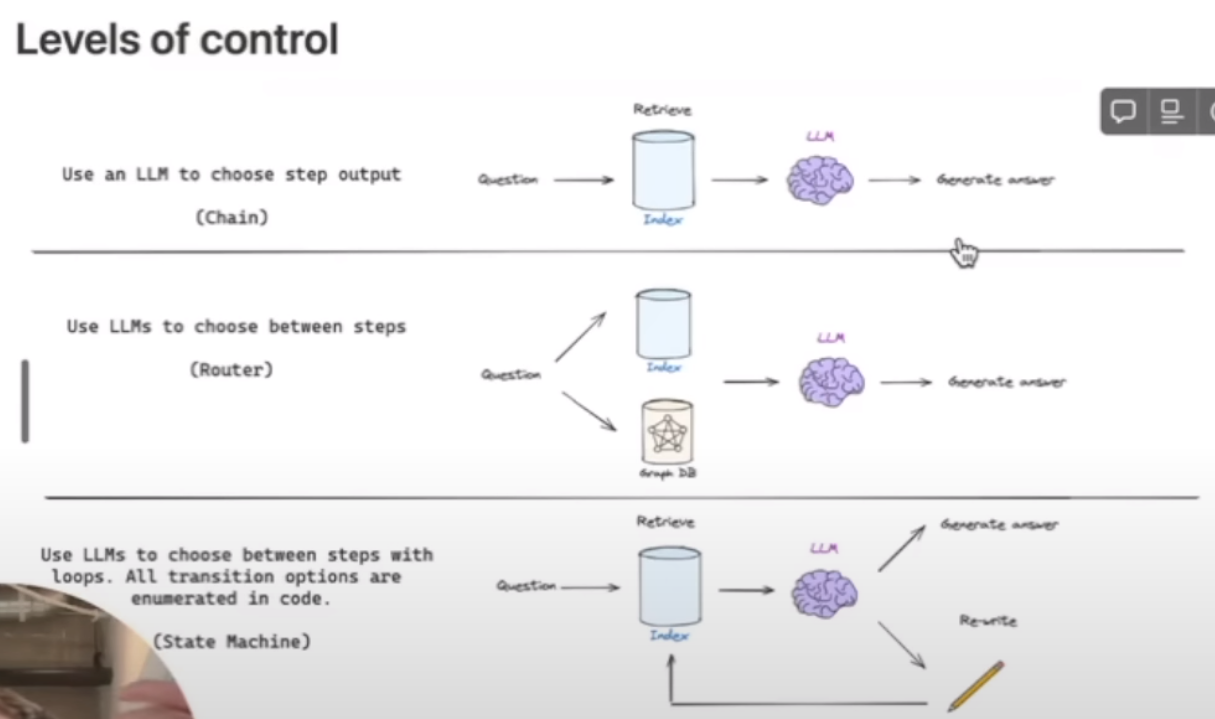 Levels of control
Retrieve
LLM
Use an LLM to choose step output
(Chain)
Question
Generate answer
Index
Use LLMs to choose between steps
(Router)
Question
Index
LLM
Generate answer
Graph DB
Retrieve
Generate answer
LLM
Use LLMs to choose between steps with
loops. All transition options are
enumerated in code.
(State Machine)
Question
Index
Re-write